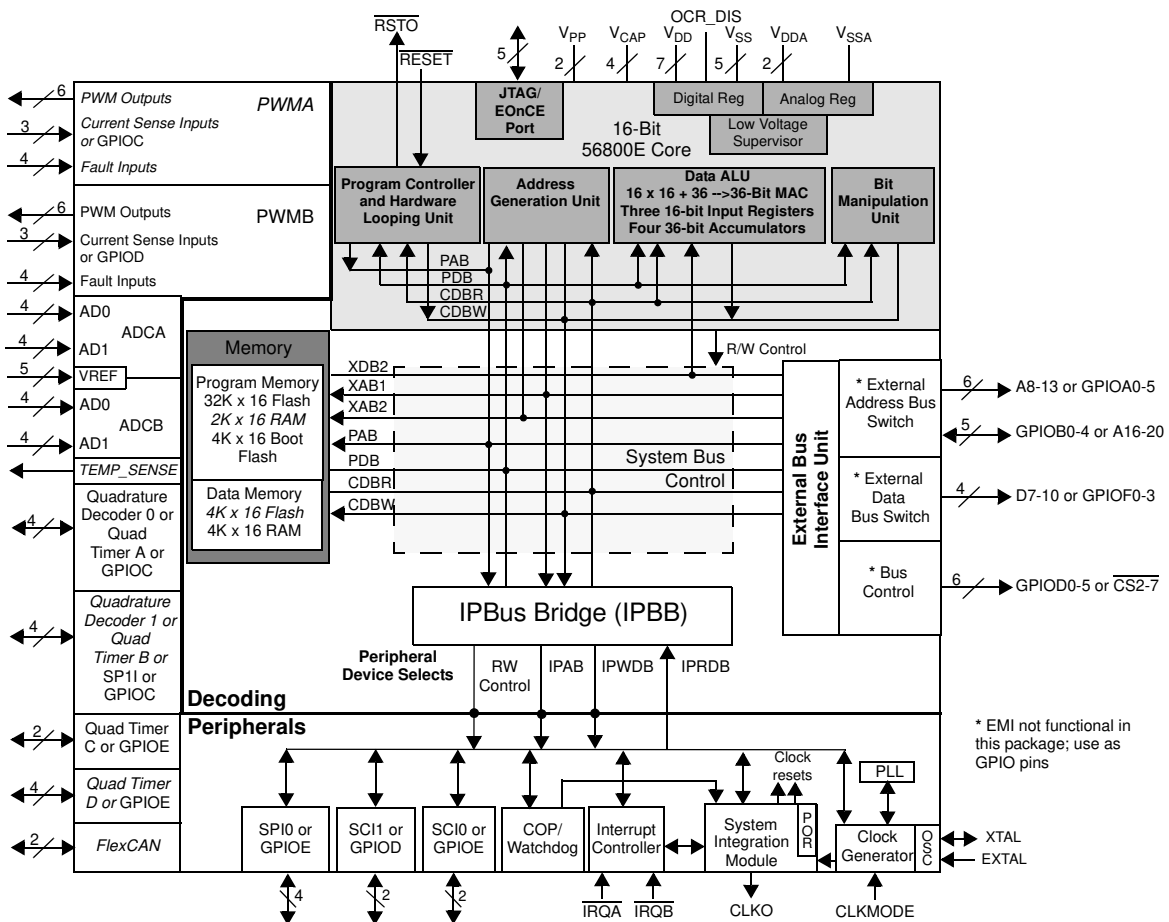 RSTO
RESET
5
V PP
2
V CAP
4
V DD
7
OCR_DIS
V SS
5
V DDA
2
V SSA
6
PWM Outputs
PWMA
3
Current Sense Inputs
or GPIOC
4
Fault Inputs
JTAG/
EOnCE
Port
Digital Reg
Analog Reg
Low Voltage
Supervisor
16-Bit
56800E Core
Program Controller
and Hardware
Looping Unit
Address
Generation Unit
Data ALU
16 x 16 + 36 -->36-Bit MAC
Three 16-bit Input Registers
Four 36-bit Accumulators
Bit
Manipulation
Unit
6
PWM Outputs
PWMB
3
Current Sense Inputs
or GPIOD
4
Fault Inputs
PAB
PDB
CDBR
CDBW
4
AD0
ADCA
4
AD1
5
VREF
4
AD0
ADCB
4
AD1
TEMP_SENSE
4
Quadrature
Decoder 0 or
Quad
Timer A or
GPIOC
4
Quadrature
Decoder 1 or
Quad
Timer B or
SP1I or
GPIOC
2
Quad Timer
C or GPIOE
4
Quad Timer
D or GPIOE
2
FlexCAN
Memory
Program Memory
32K x 16 Flash
2K x 16 RAM
4K x 16 Boot
Flash
Data Memory
4K x 16 Flash
4K x 16 RAM
XDB2
XAB1
XAB2
PAB
PDB
CDBR
CDBW
R/W Control
System Bus
Control
External Bus
Interface Unit
* External
Address Bus
Switch
* External
Data
Bus Switch
* Bus
Control
6
A8-13 or GPIOA0-5
5
GPIOB0-4 or A16-20
4
D7-10 or GPIOF0-3
6
GPIOD0-5 or CS2-7
IPBus Bridge (IPBB)
Peripheral
Device Selects
RW
Control
IPAB
IPWDB
IPRDB
Decoding
Peripherals
* EMI not functional in
this package; use as
GPIO pins
Clock
resets
PLL
SPI0 or
GPIOE
SCI1 or
GPIOD
SCI0 or
GPIOE
COP/
Watchdog
Interrupt
Controller
System
Integration
Module
POR
Clock
Generator
OSC
XTAL
EXTAL
4
2
2
IRQA
IRQB
CLKO
CLKMODE